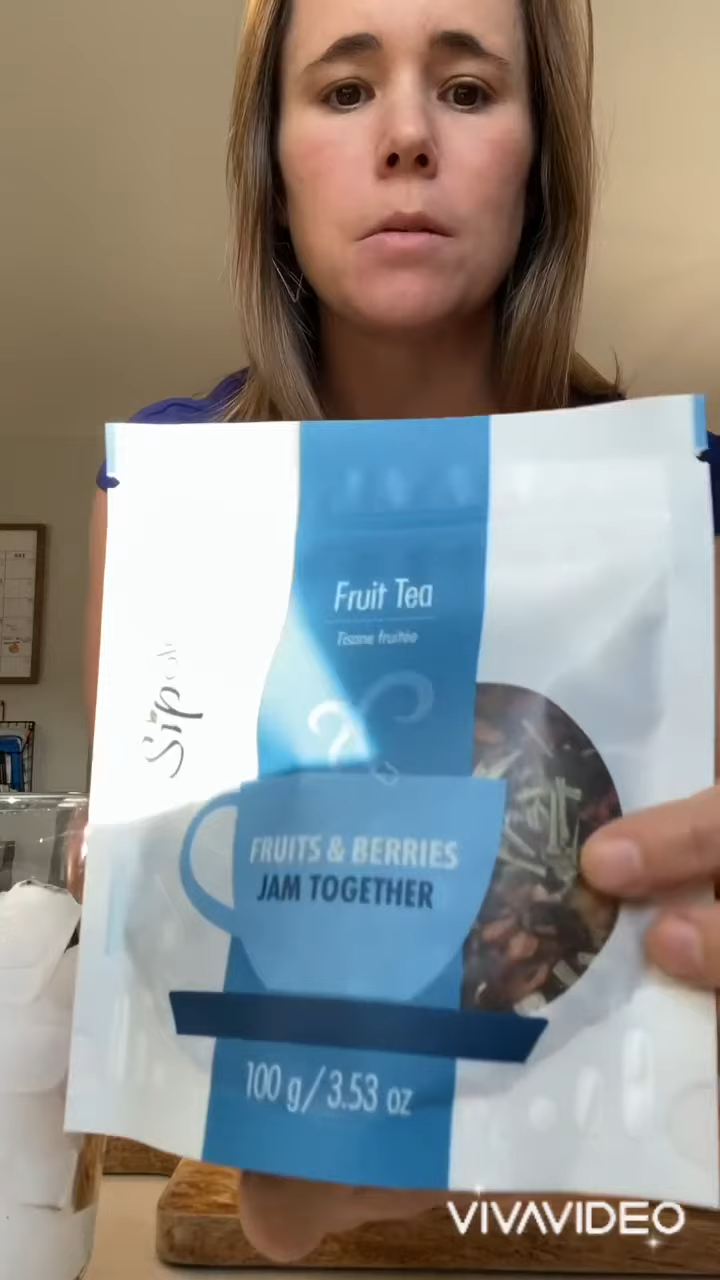 Fruit Tea
Tisane fruitée
Sip
FRUITS & BERRIES
JAM TOGETHER
100 g/3.53 oz
VIVAVIDEO